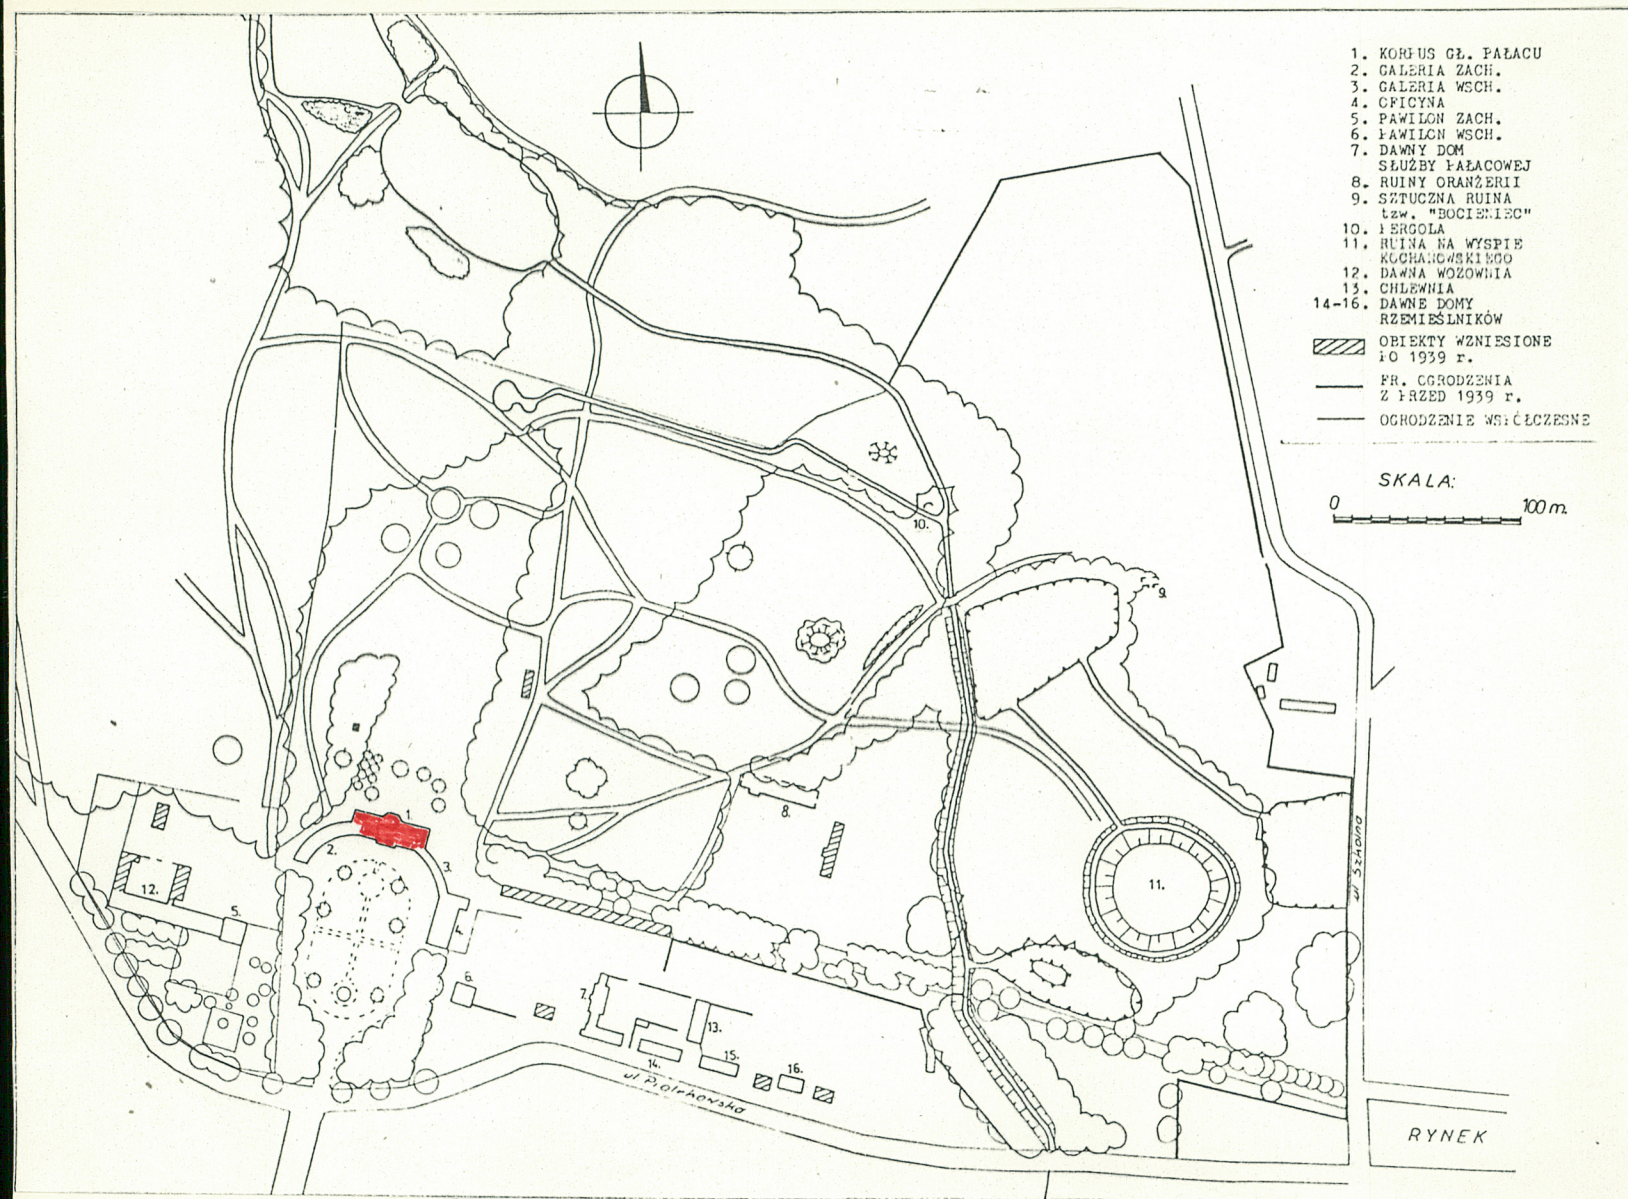 1. KORPUS GŁ. PAŁACU
2. GALERIA ZACH.
3. GALERIA WSCH.
4. OFICYNA
5. PAWILON ZACH.
6. PAWILON WSCH.
7. DAWNY DOM
SŁUŻBY PAŁACOWEJ
8. RUINY ORANŻERII
9. SZTUCZNA RUINA
tzw. "BOCIENIEC"
10. PERGOLA
11. RUINA NA WYSPIE
KOCHANOWSKIEGO
12. DAWNA WOZOWNIA
13. CHLEWNIA
14-16. DAWNE DOMY
RZEMIEŚLNIKÓW
OBIEKTY WZNIESIONE
PO 1939 r.
FR. OGRODZENIA
Z PRZED 1939 r.
OGRODZENIE WSPÓŁCZESNE
SKALA:
0 100 m.
10.
9.
1.
8.
2.
3.
11.
12.
5.
4.
6.
7.
13.
14.
15.
16.
ul Szkolna
ul Piotrkowska
RYNEK